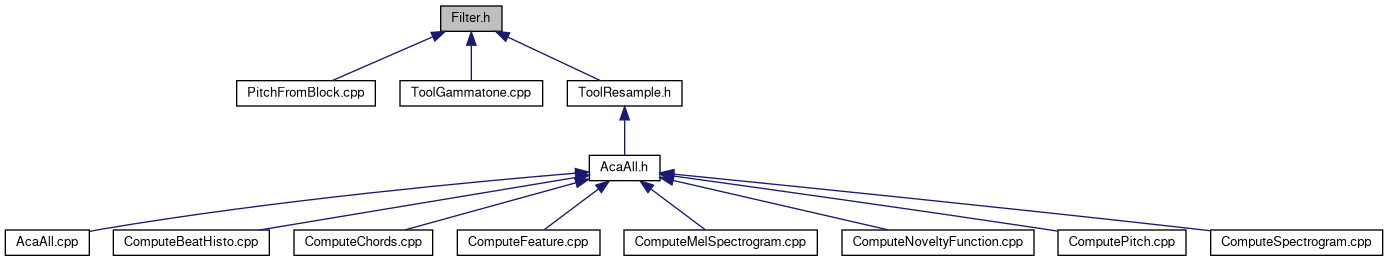 Filter.h
PitchFromBlock.cpp
ToolGammatone.cpp
ToolResample.h
AcaAll.h
AcaAll.cpp
ComputeBeatHisto.cpp
ComputeChords.cpp
ComputeFeature.cpp
ComputeMelSpectrogram.cpp
ComputeNoveltyFunction.cpp
ComputePitch.cpp
ComputeSpectrogram.cpp